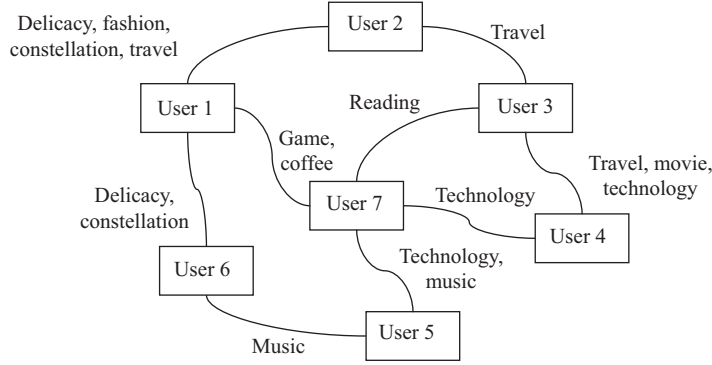 Delicacy, fashion,
constellation, travel
User 2
Travel
User 1
Reading
User 3
Game,
coffee
Travel, movie,
technology
Delicacy,
constellation
User 7
Technology
User 4
User 6
Technology,
music
User 5
Music